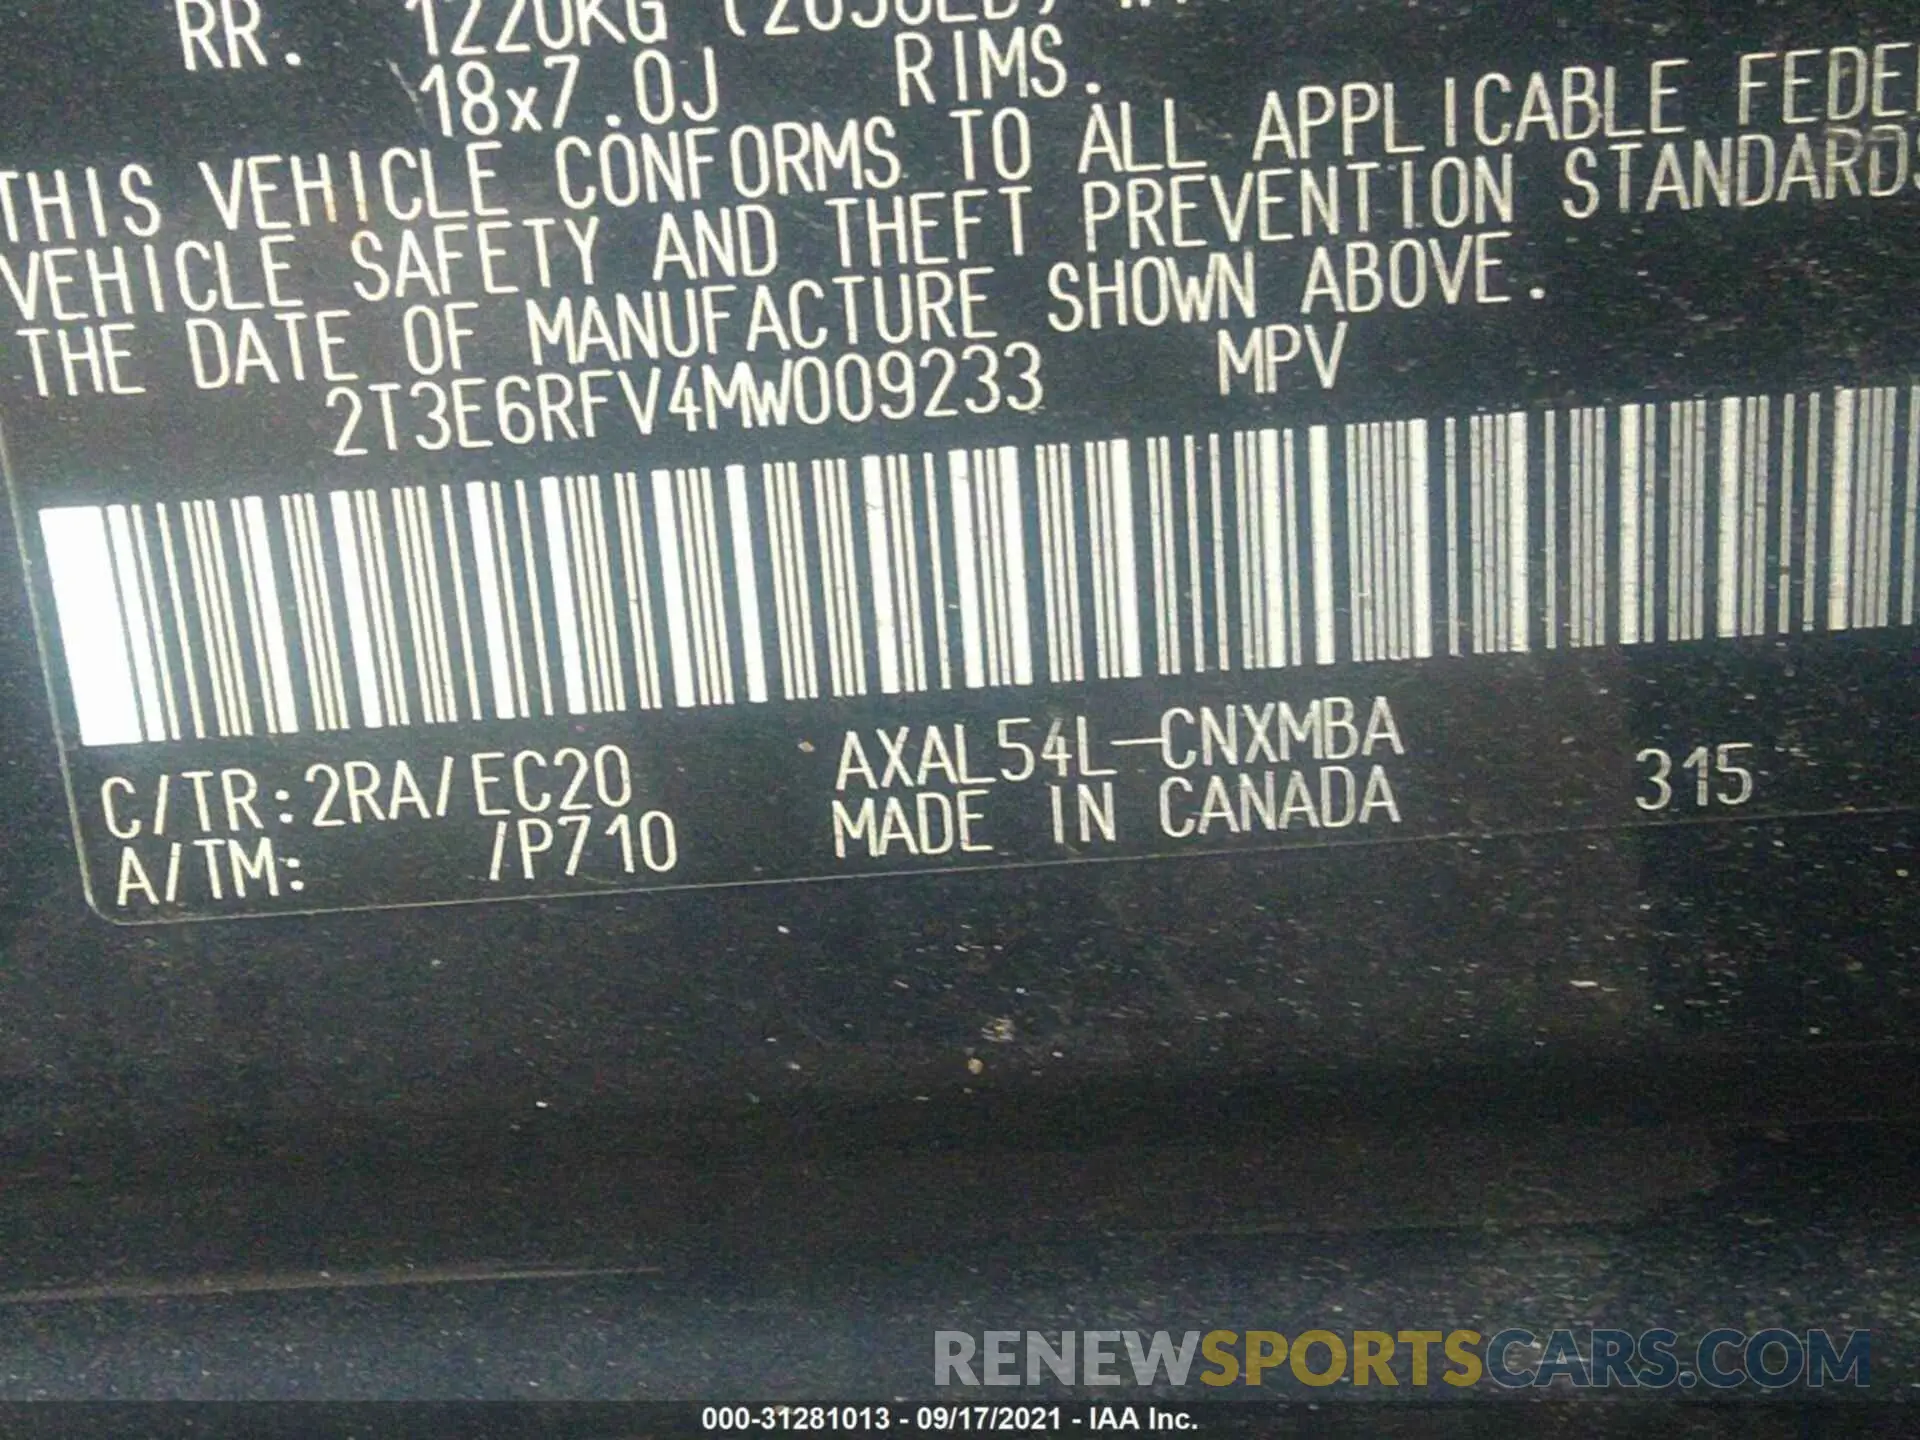 RR. 1220KG
18x7.0J RIMS.
THIS VEHICLE CONFORMS TO ALL APPLICABLE
VEHICLE SAFETY AND THEFT PREVENTION STANDARDS
THE DATE OF MANUFACTURE SHOWN ABOVE.
2T3E6RFV4MW009233 MPV
C/TR:2RA/EC20 AXAL54L-CNXMBA
A/TM: /P710 MADE IN CANADA 315
RENEWSPORTSCARS.COM
000-31281013 - 09/17/2021 - IAA Inc.